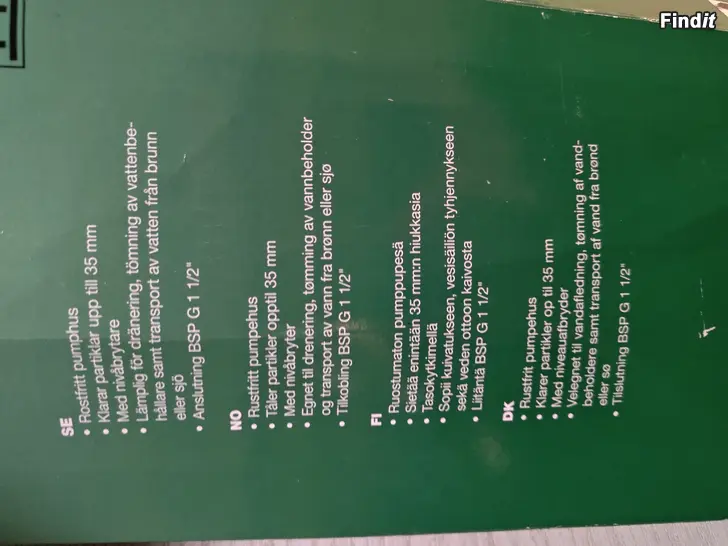 Findit
SE
• Rostfritt pumphus
• Klarar partiklar upp till 35 mm
• Med nivåbrytare
• Lämplig för dränering, tömning av vattenbe-
hållare samt transport av vatten från brunn
eller sjö
• Anslutning BSP G 1 1/2"
NO
• Rustfritt pumpehus
• Tåler partikler opptil 35 mm
• Med nivåbryter
• Egnet til drenering, tømming av vannbeholder
og transport av vann fra brønn eller sjø
• Tilkobling BSP G 1 1/2"
FI
• Ruostumaton pumppupesä
• Sietää enintään 35 mm:n hiukkasia
• Tasokytkimellä
• Sopii kuivatukseen, vesisäiliön tyhjennykseen
sekä veden ottoon kaivosta
• Liitäntä BSP G 1 1/2"
DK
• Rustfrit pumpehus
• Klarer partikler op til 35 mm
• Med niveauafbryder
• Velegnet til vandafledning, tømning af vand-
beholdere samt transport af vand fra brønd
eller sø
• Tilslutning BSP G 1 1/2"